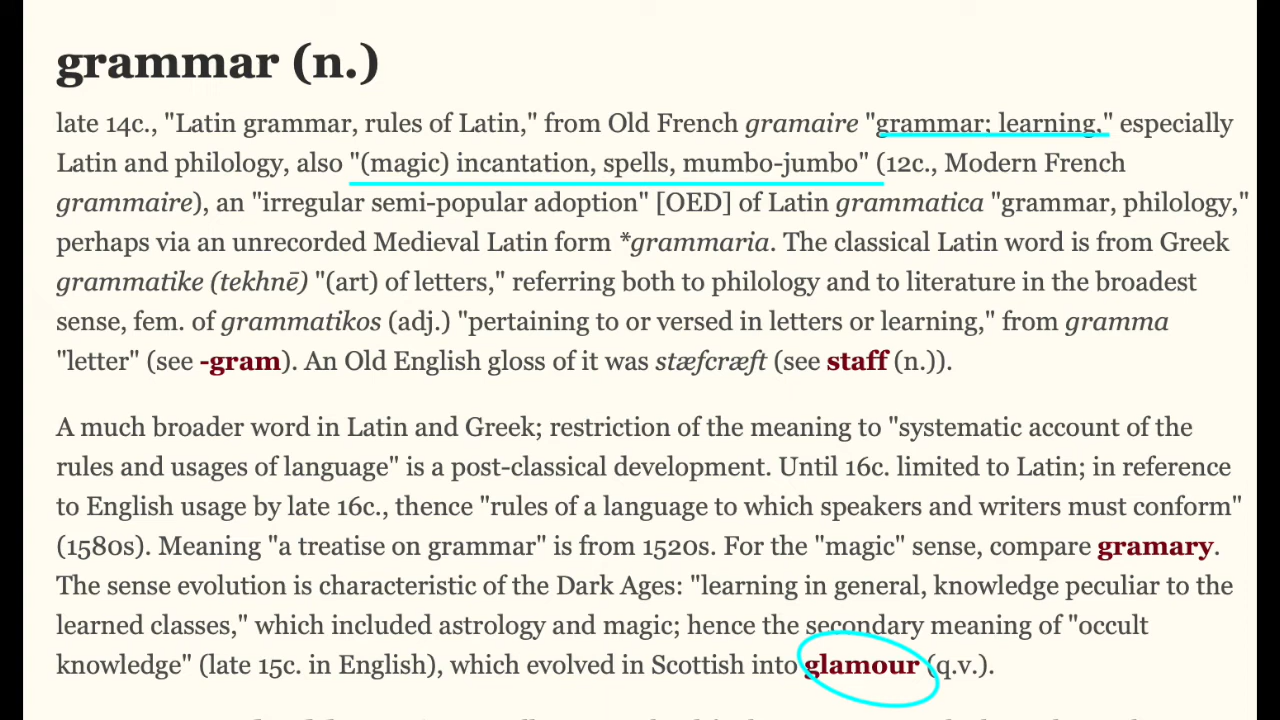 grammar (n.)
late 14c., "Latin grammar, rules of Latin," from Old French gramaire "grammar; learning," especially
Latin and philology, also "(magic) incantation, spells, mumbo-jumbo" (12c., Modern French
grammaire), an "irregular semi-popular adoption" [OED] of Latin grammatica "grammar, philology,"
perhaps via an unrecorded Medieval Latin form *grammaria. The classical Latin word is from Greek
grammatike (tekhnē) "(art) of letters," referring both to philology and to literature in the broadest
sense, fem. of grammatikos (adj.) "pertaining to or versed in letters or learning," from gramma
"letter" (see -gram). An Old English gloss of it was stæfcræft (see staff (n.)).
A much broader word in Latin and Greek; restriction of the meaning to "systematic account of the
rules and usages of language" is a post-classical development. Until 16c. limited to Latin; in reference
to English usage by late 16c., thence "rules of a language to which speakers and writers must conform"
(1580s). Meaning "a treatise on grammar" is from 1520s. For the "magic" sense, compare gramary.
The sense evolution is characteristic of the Dark Ages: "learning in general, knowledge peculiar to the
learned classes," which included astrology and magic; hence the secondary meaning of "occult
knowledge" (late 15c. in English), which evolved in Scottish into glamour (q.v.).